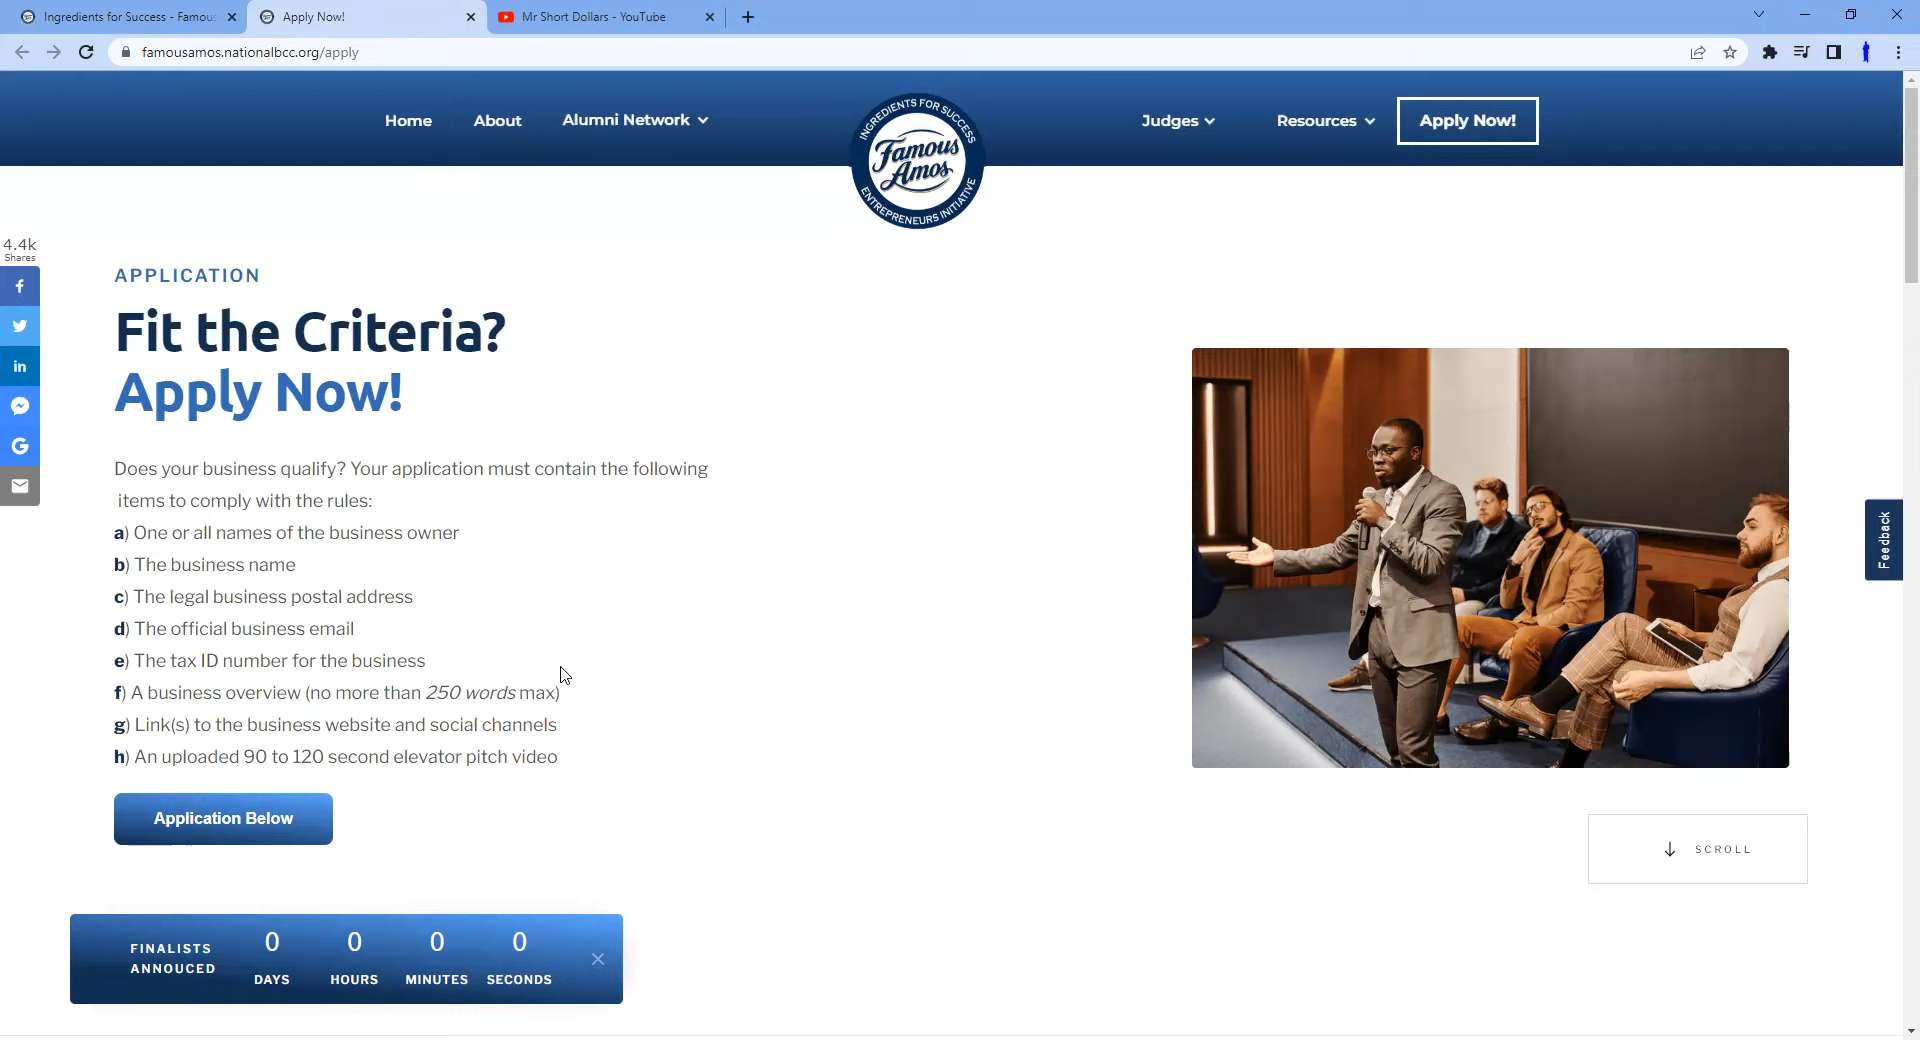 Ingredients for Success - Famous
Apply Now!
Mr Short Dollars - YouTube
famousamos.nationalbcc.org/apply
Home
About
Alumni Network
INGREDIENTS FOR SUCCESS
Famous
Amos
ENTREPRENEURS INITIATIVE
Judges
Resources
Apply Now!
4.4k
Shares
APPLICATION
Fit the Criteria?
Apply Now!
Does your business qualify? Your application must contain the following
items to comply with the rules:
a) One or all names of the business owner
b) The business name
c) The legal business postal address
d) The official business email
e) The tax ID number for the business
f) A business overview (no more than 250 words max)
g) Link(s) to the business website and social channels
h) An uploaded 90 to 120 second elevator pitch video
Application Below
Feedback
SCROLL
FINALISTS
ANNOUCED
0 0 0 0
DAYS HOURS MINUTES SECONDS